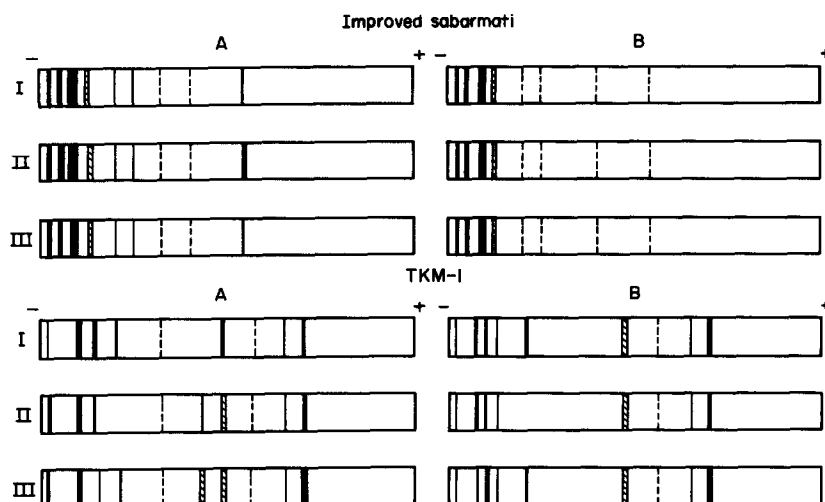 Improved sabarmati
A B
− + − +
I
II
III
TKM-I
A B
− + − +
I
II
III